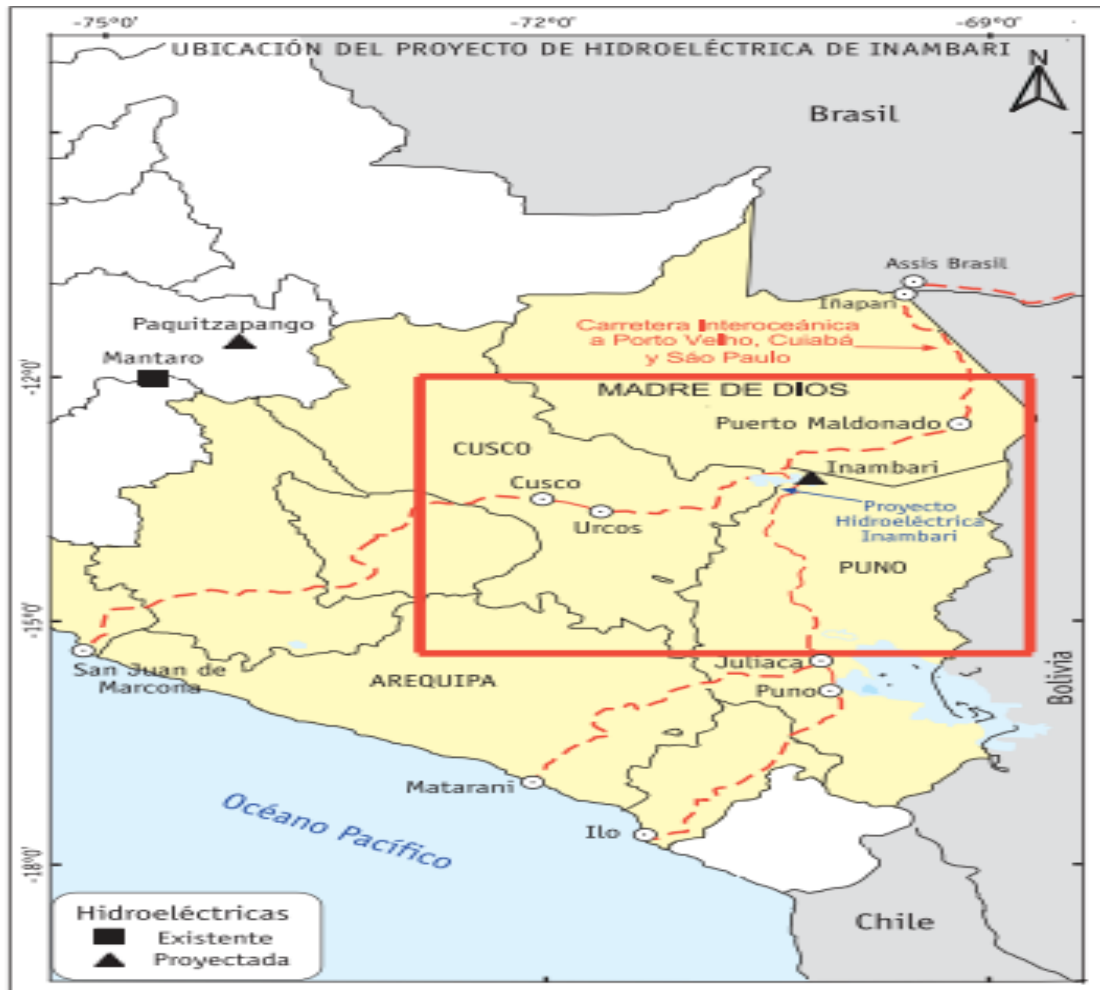 -75°0'
-72°0'
-69°0'
UBICACIÓN DEL PROYECTO DE HIDROELÉCTRICA DE INAMBARI
N
Brasil
Assis Brasil
Iñapari
Paquitzapango
Carretera Interoceánica
a Porto Velho, Cuiabá
y São Paulo
Mantaro
-12°0'
MADRE DE DIOS
Puerto Maldonado
CUSCO
Inambari
Cusco
Proyecto
Hidroeléctrica
Inambari
Urcos
PUNO
-15°0'
Juliaca
San Juan de
Marcona
AREQUIPA
Puno
Bolivia
Matarani
Océano Pacífico
Ilo
-18°0'
Hidroeléctricas
Existente
Proyectada
Chile